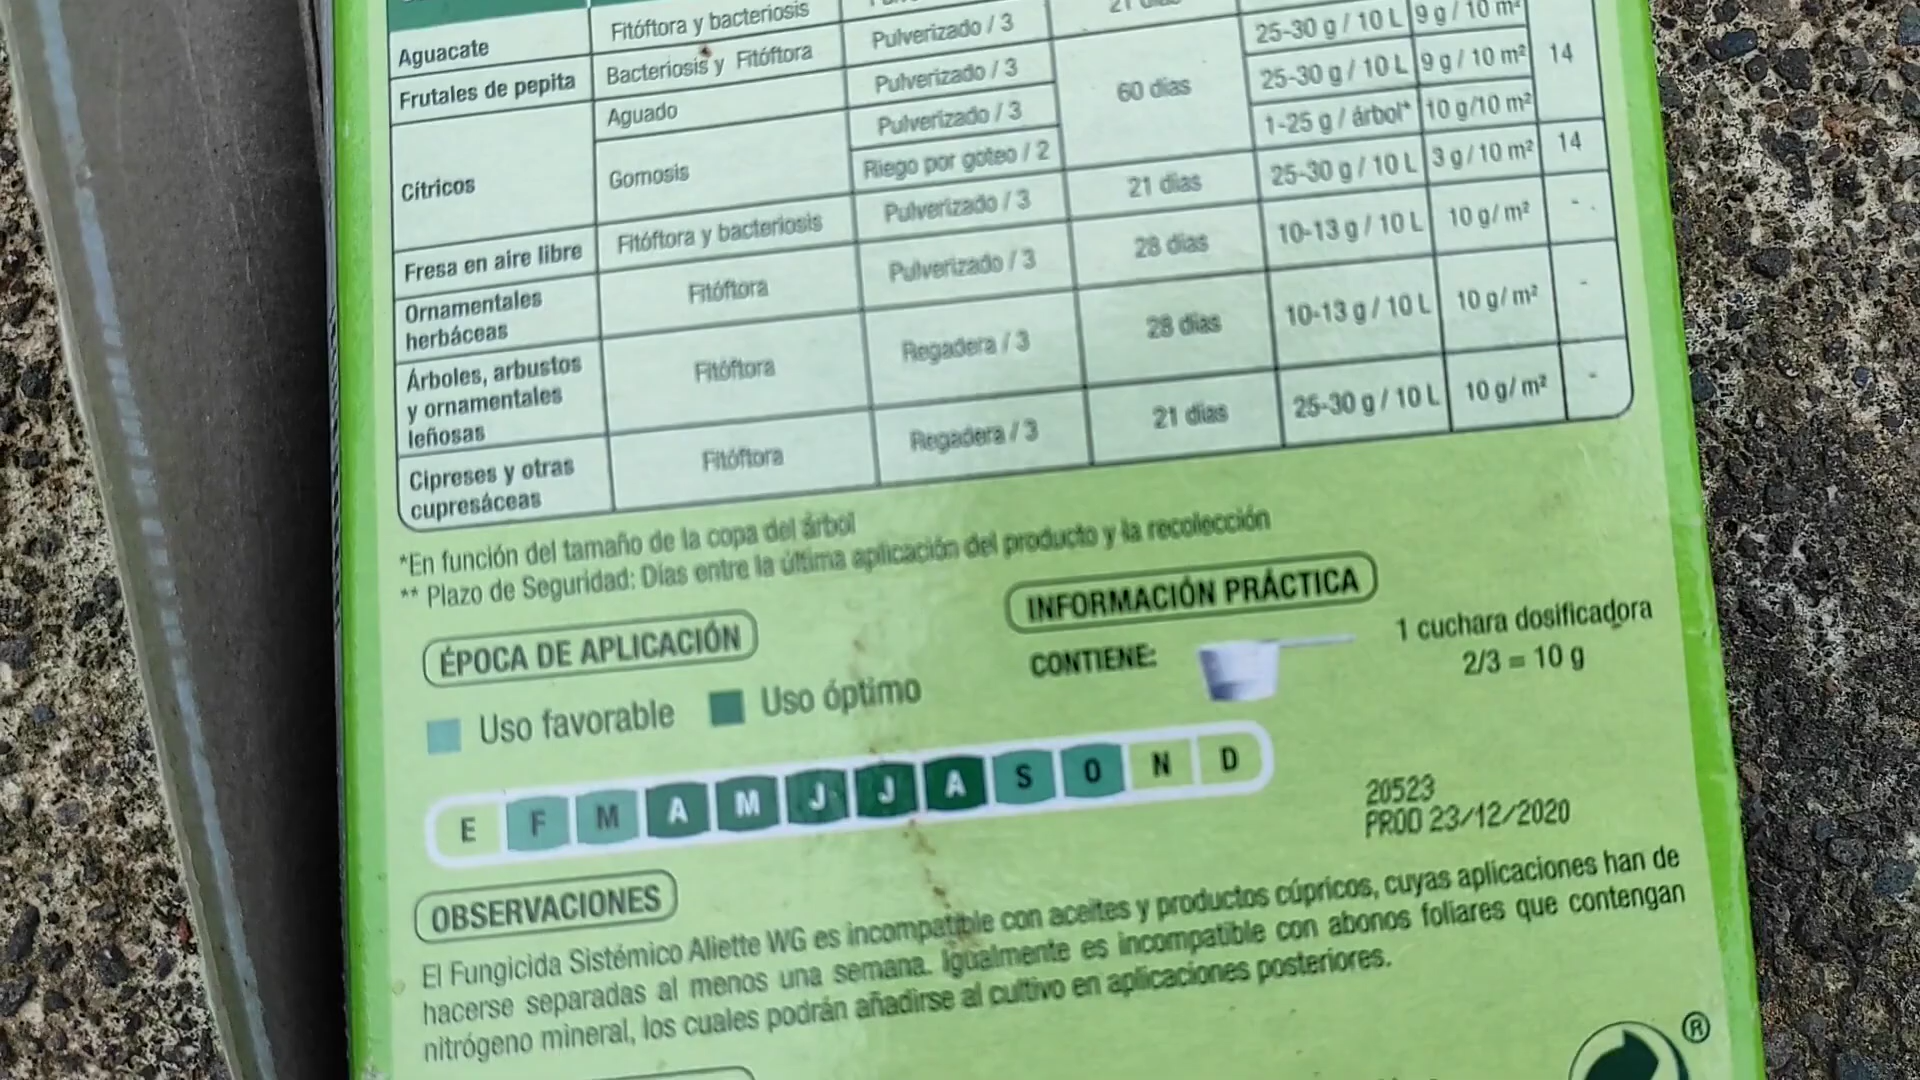 Aguacate Fitóftora y bacteriosis Pulverizado / 3 25-30 g / 10 L 9 g / 10 m²
Frutales de pepita Bacteriosis y Fitóftora Pulverizado / 3 60 días 25-30 g / 10 L 9 g / 10 m² 14
Cítricos Aguado Pulverizado / 3 1-25 g / árbol* 10 g/10 m²
Gomosis Riego por goteo / 2
Fresa en aire libre Fitóftora y bacteriosis Pulverizado / 3 21 días 25-30 g / 10 L 3 g / 10 m² 14
Ornamentales herbáceas Fitóftora Pulverizado / 3 28 días 10-13 g / 10 L 10 g/ m² -
Árboles, arbustos y ornamentales leñosas Fitóftora Regadera / 3 28 días 10-13 g / 10 L 10 g/ m² -
Cipreses y otras cupresáceas Fitóftora Regadera / 3 21 días 25-30 g / 10 L 10 g/ m² -
*En función del tamaño de la copa del árbol
** Plazo de Seguridad: Días entre la última aplicación del producto y la recolección
ÉPOCA DE APLICACIÓN
Uso favorable Uso óptimo
E F M A M J J A S O N D
INFORMACIÓN PRÁCTICA
CONTIENE: 1 cuchara dosificadora
2/3 = 10 g
20523
PROD 23/12/2020
OBSERVACIONES
El Fungicida Sistémico Aliette WG es incompatible con aceites y productos cúpricos, cuyas aplicaciones han de
hacerse separadas al menos una semana. Igualmente es incompatible con abonos foliares que contengan
nitrógeno mineral, los cuales podrán añadirse al cultivo en aplicaciones posteriores.
®